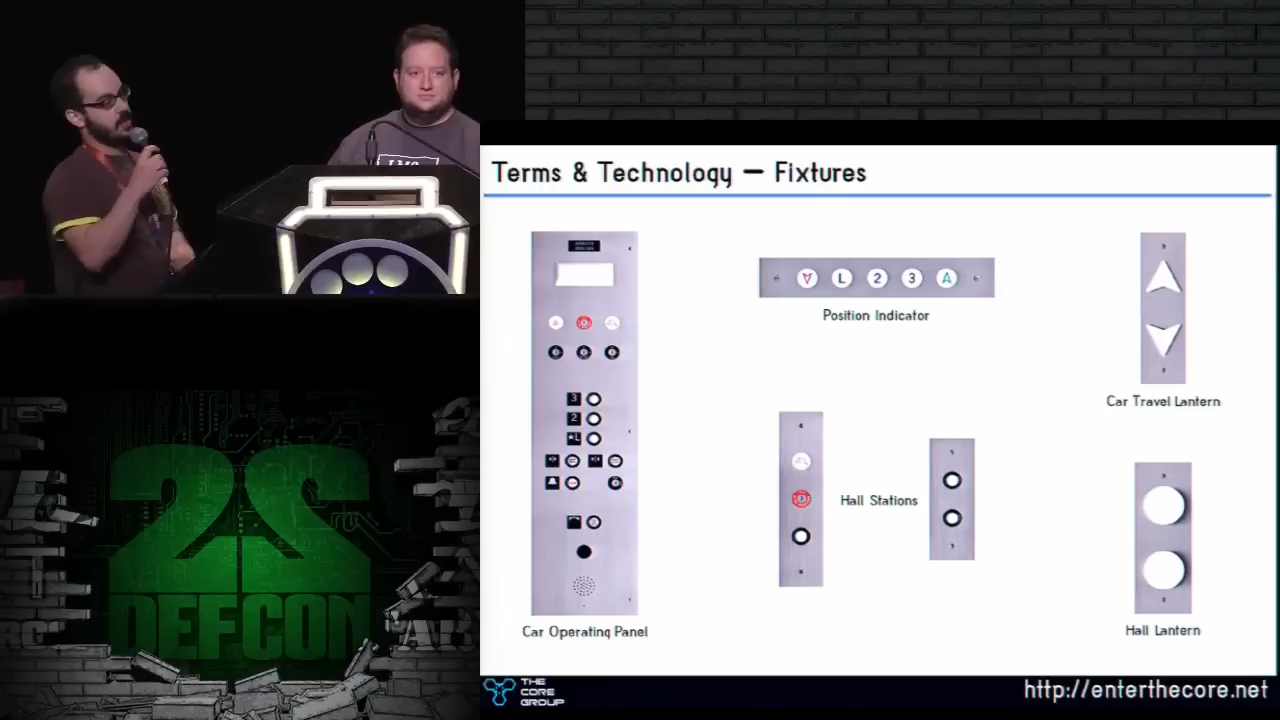 Terms & Technology — Fixtures
L 2 3
Position Indicator
Car Travel Lantern
3
2
★L
Hall Stations
Car Operating Panel
Hall Lantern
THE
CORE
GROUP
http://enterthecore.net
22
DEFCON